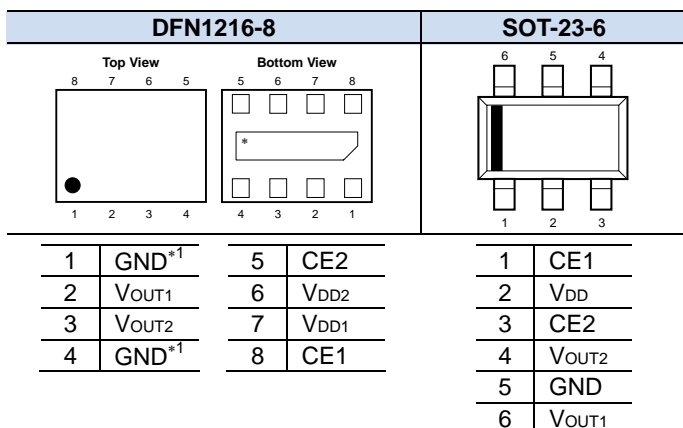 DFN1216-8 SOT-23-6
Top View Bottom View
8 7 6 5 5 6 7 8
6 5 4
*
1 2 3 4 4 3 2 1
1 2 3
1 GND*1 5 CE2 1 CE1
2 VOUT1 6 VDD2 2 VDD
3 VOUT2 7 VDD1 3 CE2
4 GND*1 8 CE1 4 VOUT2
5 GND
6 VOUT1